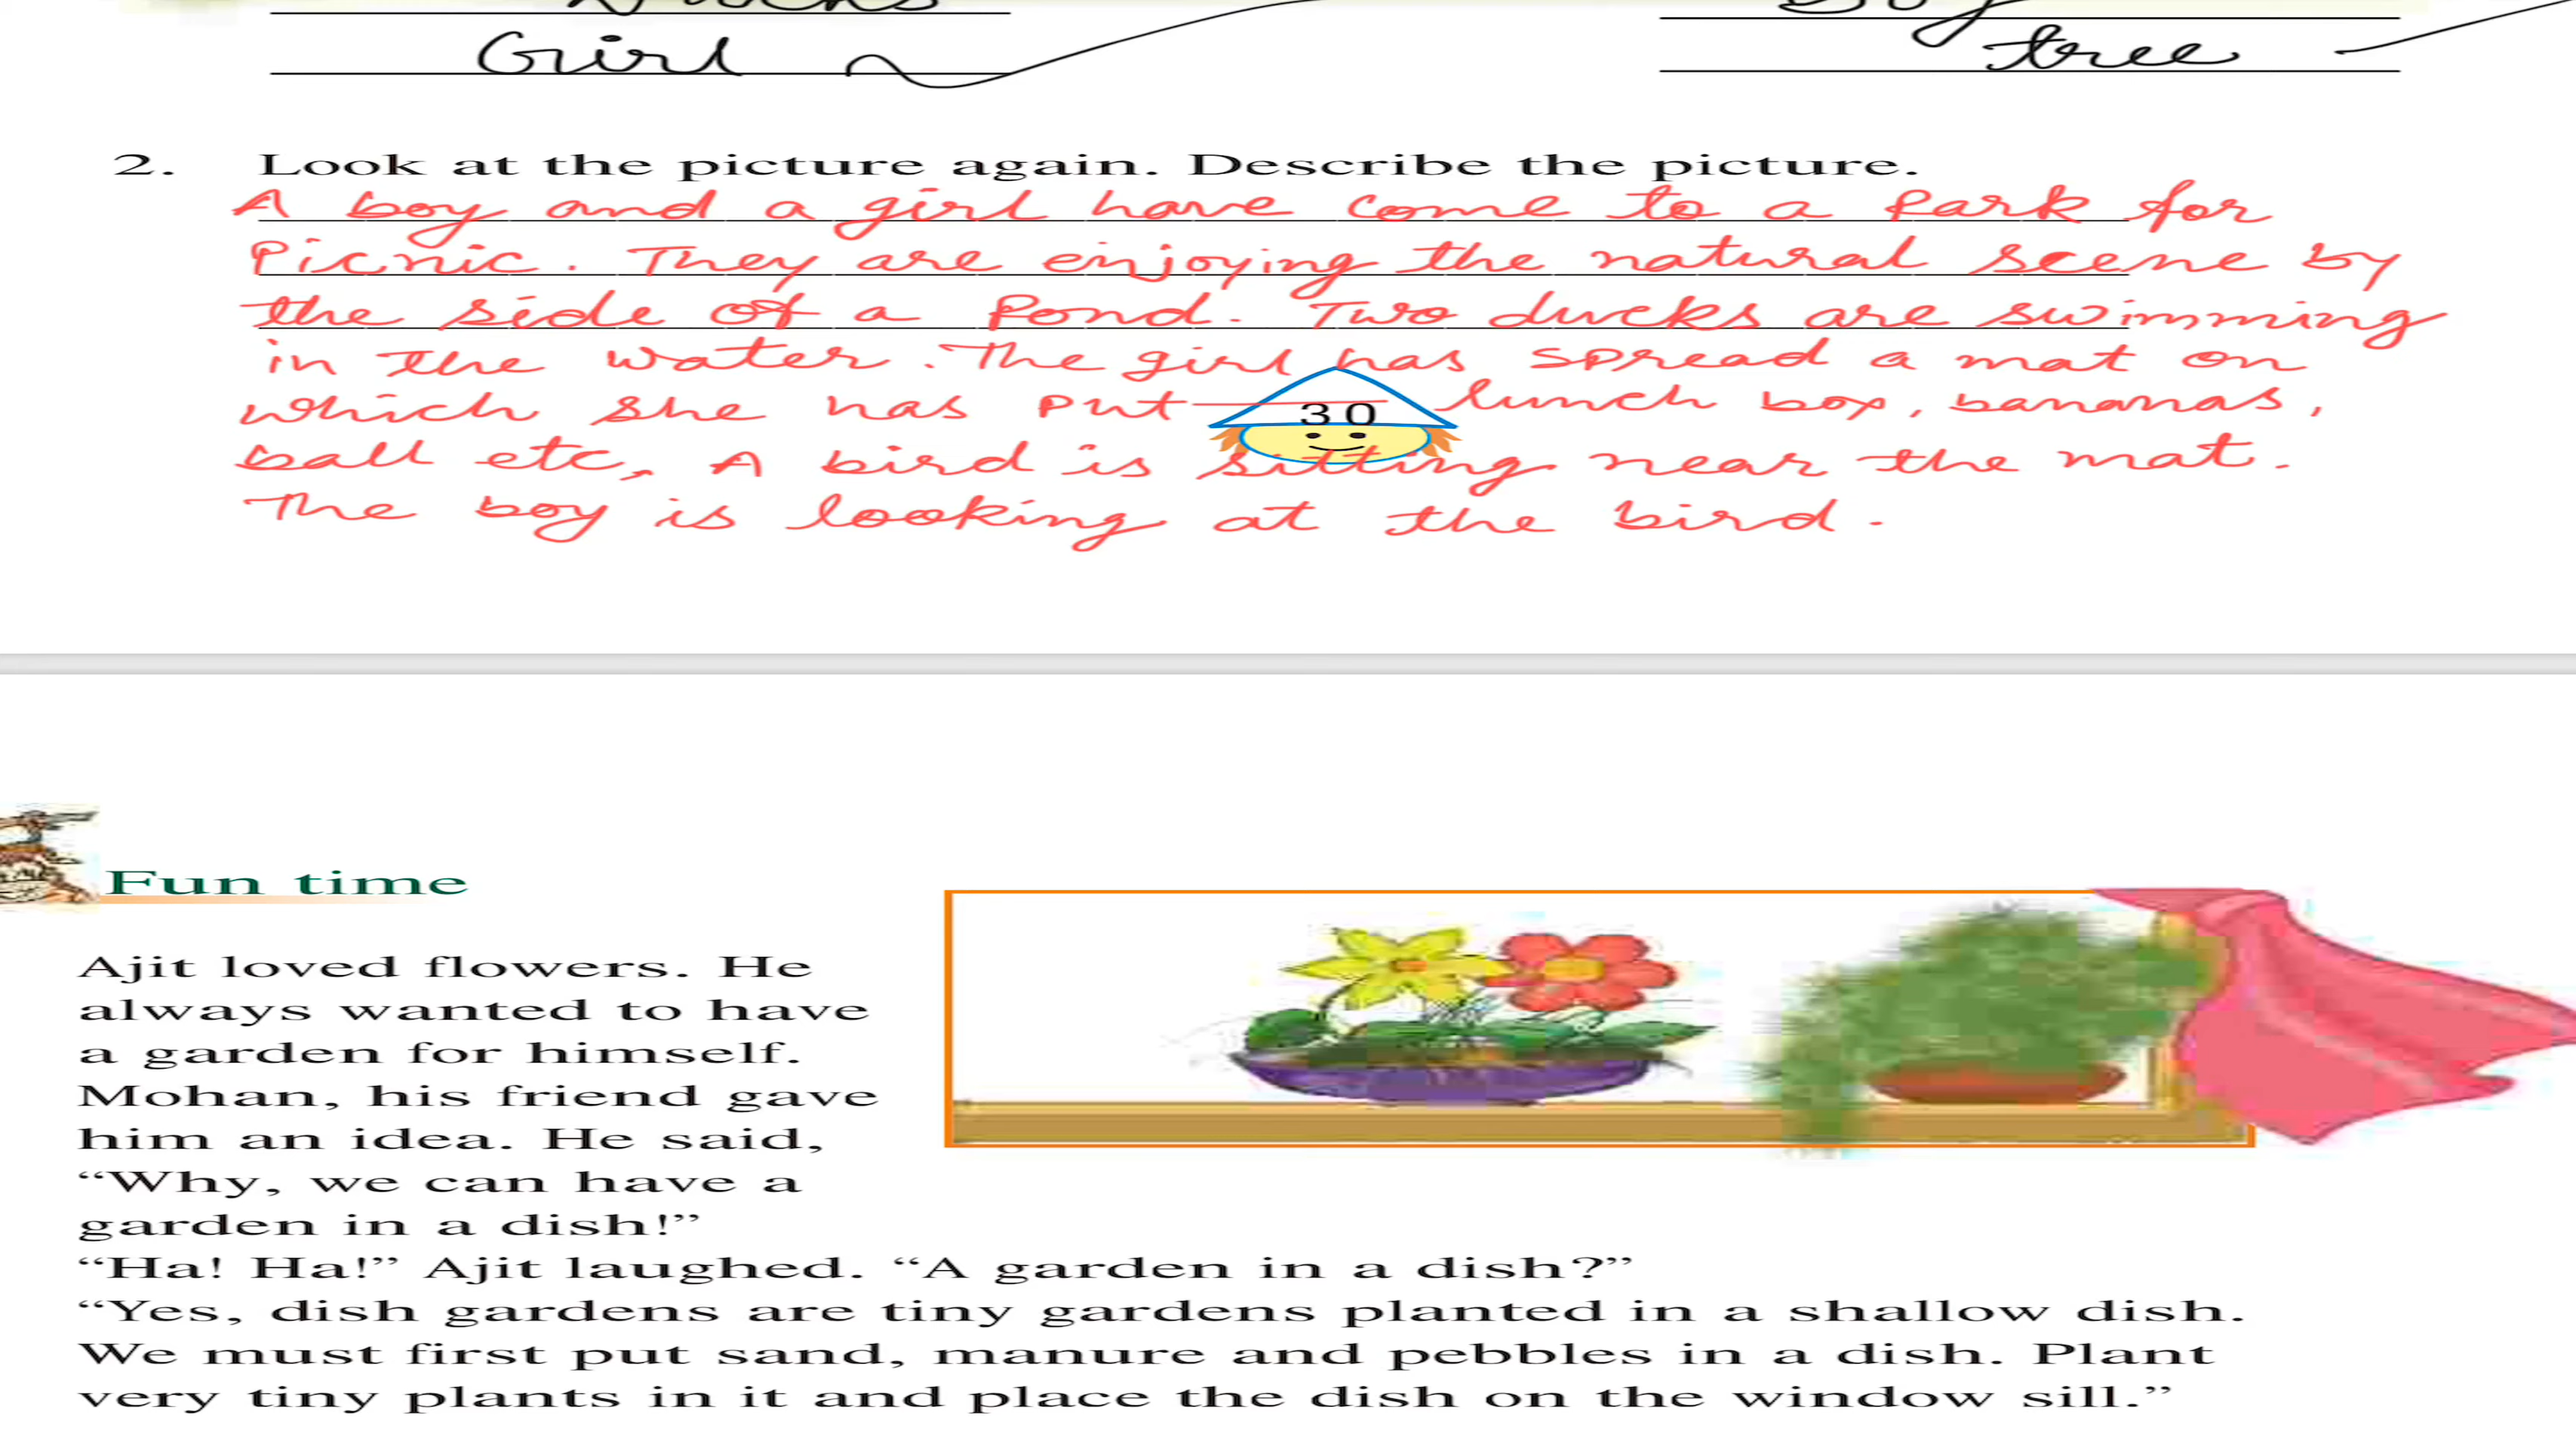 Girl
tree
2. Look at the picture again. Describe the picture.
A boy and a girl have come to a Park for
Picnic. They are enjoying the natural scene by
the side of a Pond. Two ducks are swimming
in the water. The girl has spread a mat on
which she has put lunch box, bananas,
ball etc, A bird is sitting near the mat.
The boy is looking at the bird.
30
Fun time
Ajit loved flowers. He
always wanted to have
a garden for himself.
Mohan, his friend gave
him an idea. He said,
“Why, we can have a
garden in a dish!”
“Ha! Ha!” Ajit laughed. “A garden in a dish?”
“Yes, dish gardens are tiny gardens planted in a shallow dish.
We must first put sand, manure and pebbles in a dish. Plant
very tiny plants in it and place the dish on the window sill.”